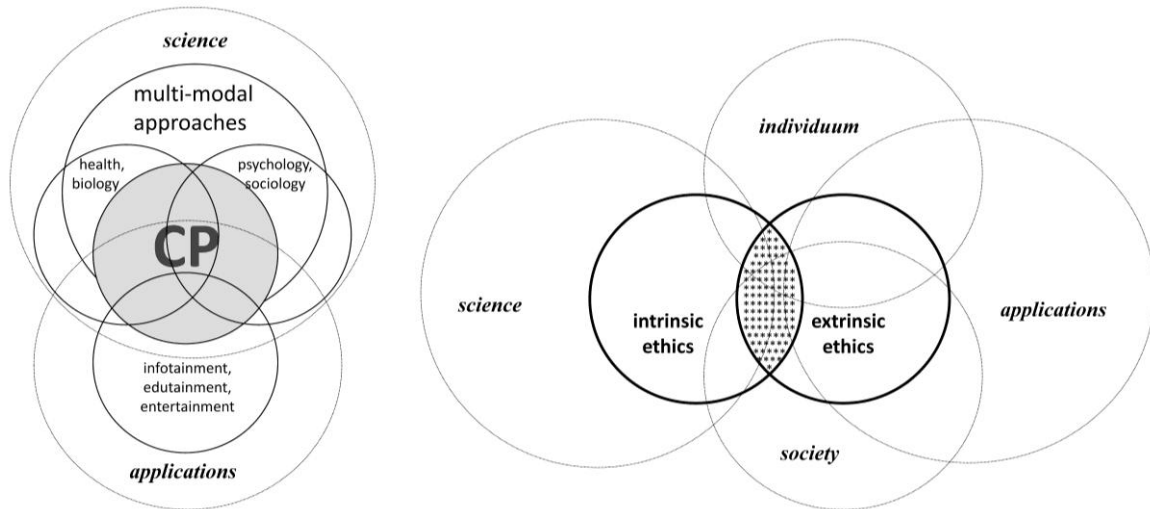 science
multi-modal
approaches
health,
biology
psychology,
sociology
CP
infotainment,
edutainment,
entertainment
applications
individuum
science
intrinsic
ethics
extrinsic
ethics
applications
society